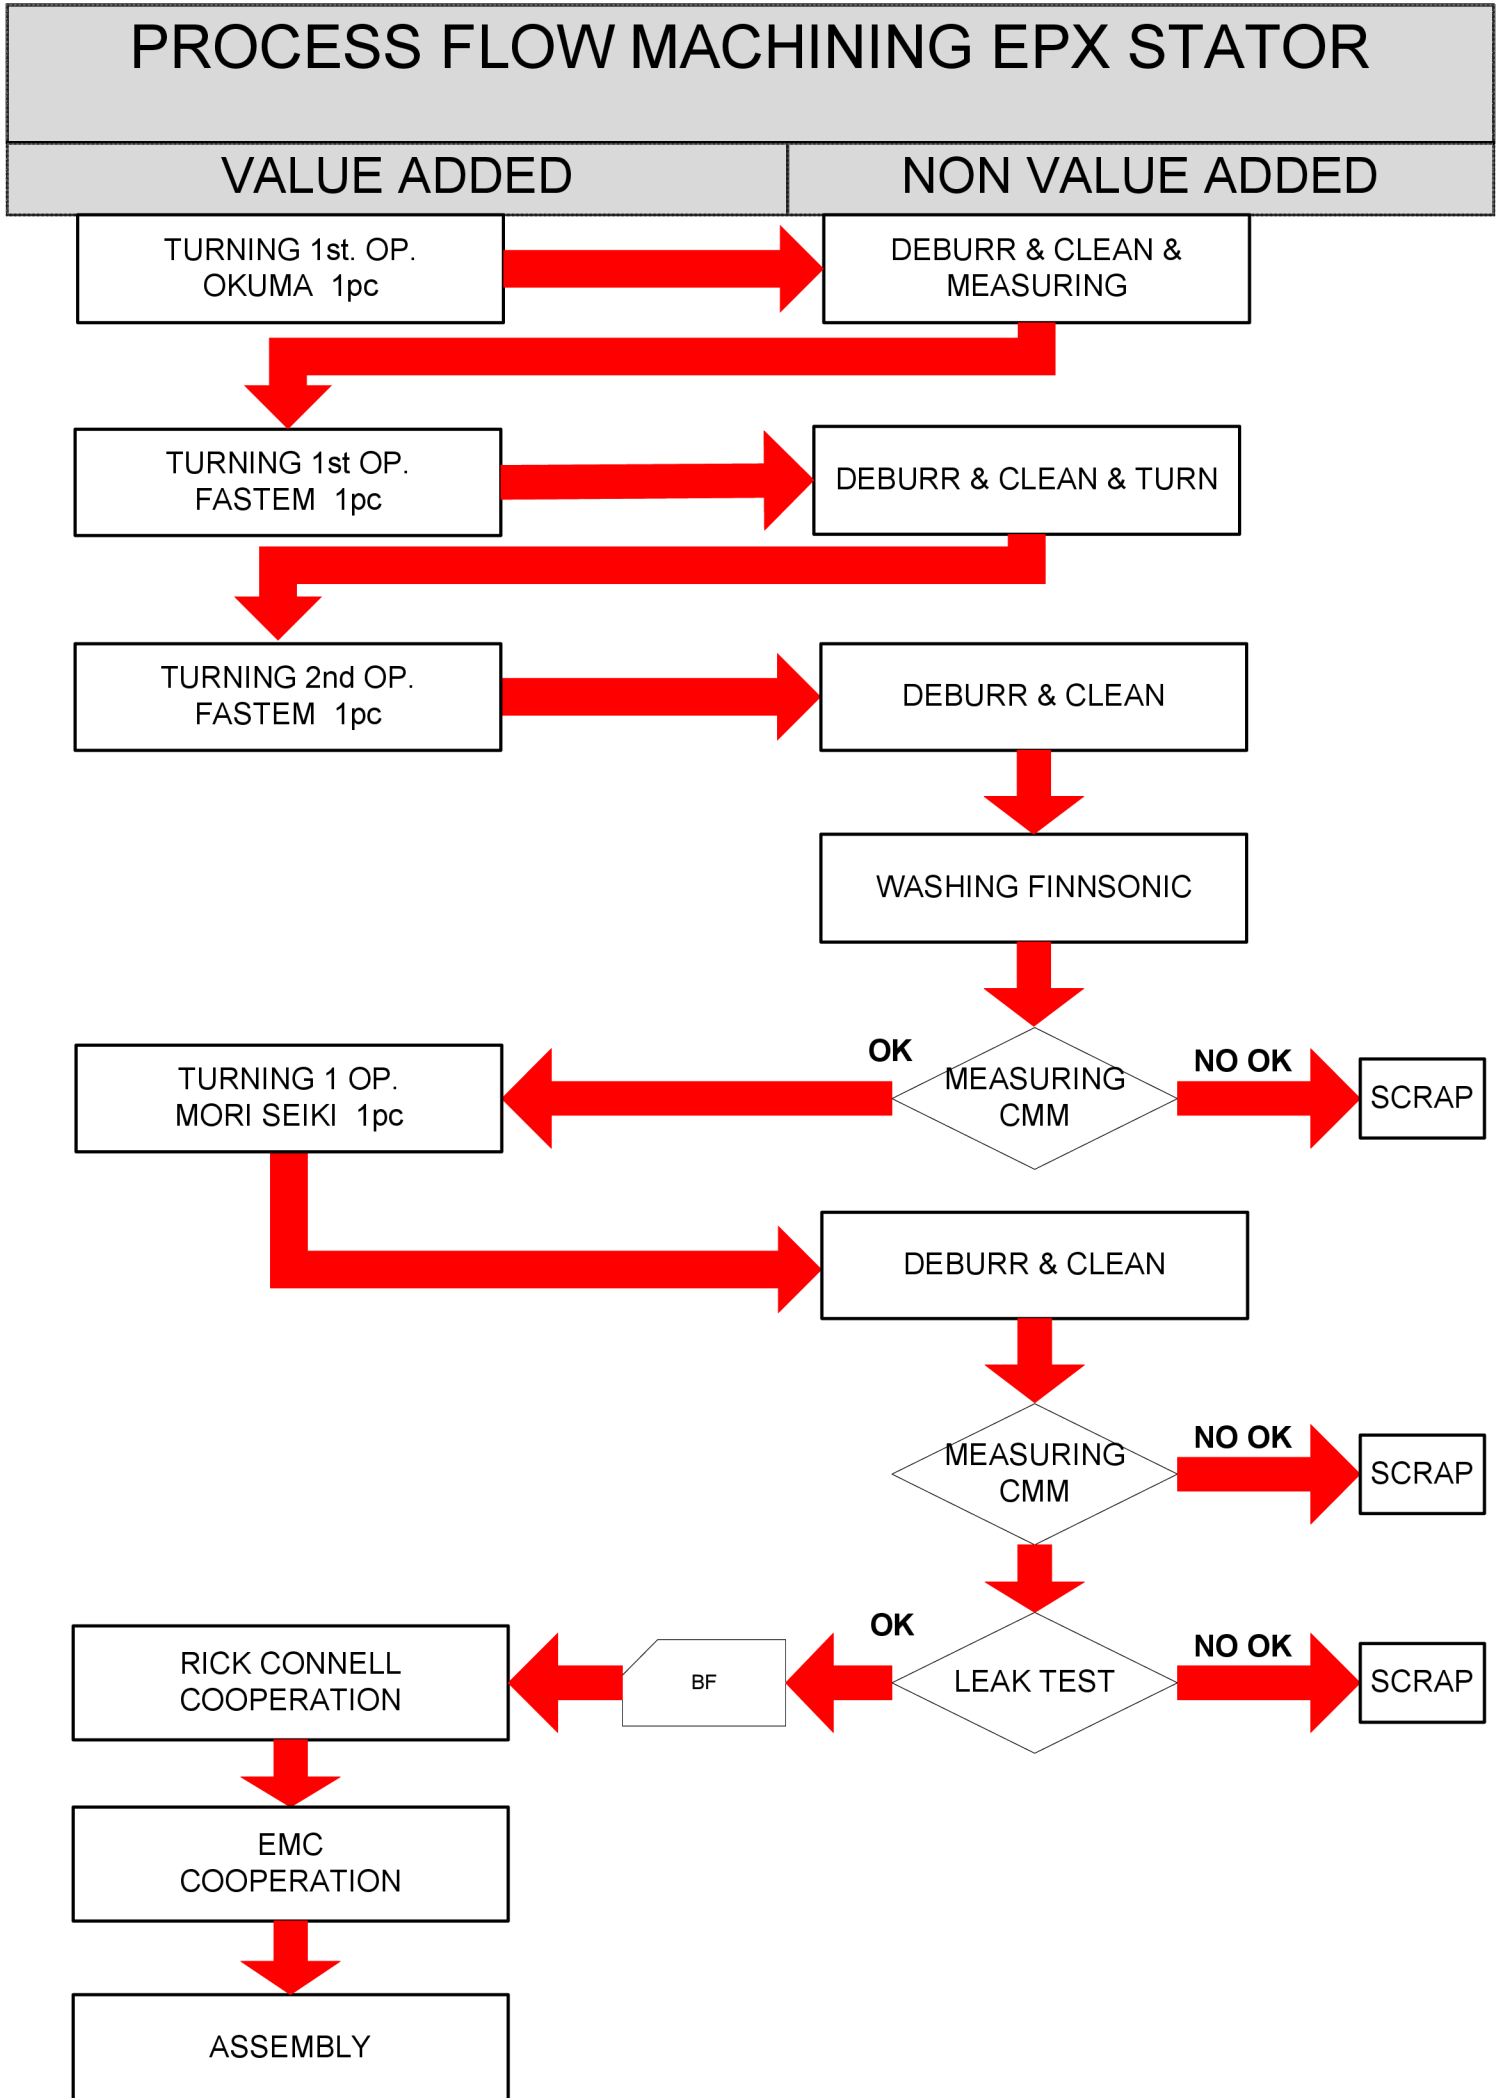 PROCESS FLOW MACHINING EPX STATOR
VALUE ADDED
NON VALUE ADDED
TURNING 1st. OP.
OKUMA 1pc
DEBURR & CLEAN &
MEASURING
TURNING 1st OP.
FASTEM 1pc
DEBURR & CLEAN & TURN
TURNING 2nd OP.
FASTEM 1pc
DEBURR & CLEAN
WASHING FINNSONIC
OK
MEASURING
CMM
NO OK
SCRAP
TURNING 1 OP.
MORI SEIKI 1pc
DEBURR & CLEAN
MEASURING
CMM
NO OK
SCRAP
OK
LEAK TEST
NO OK
SCRAP
BF
RICK CONNELL
COOPERATION
EMC
COOPERATION
ASSEMBLY